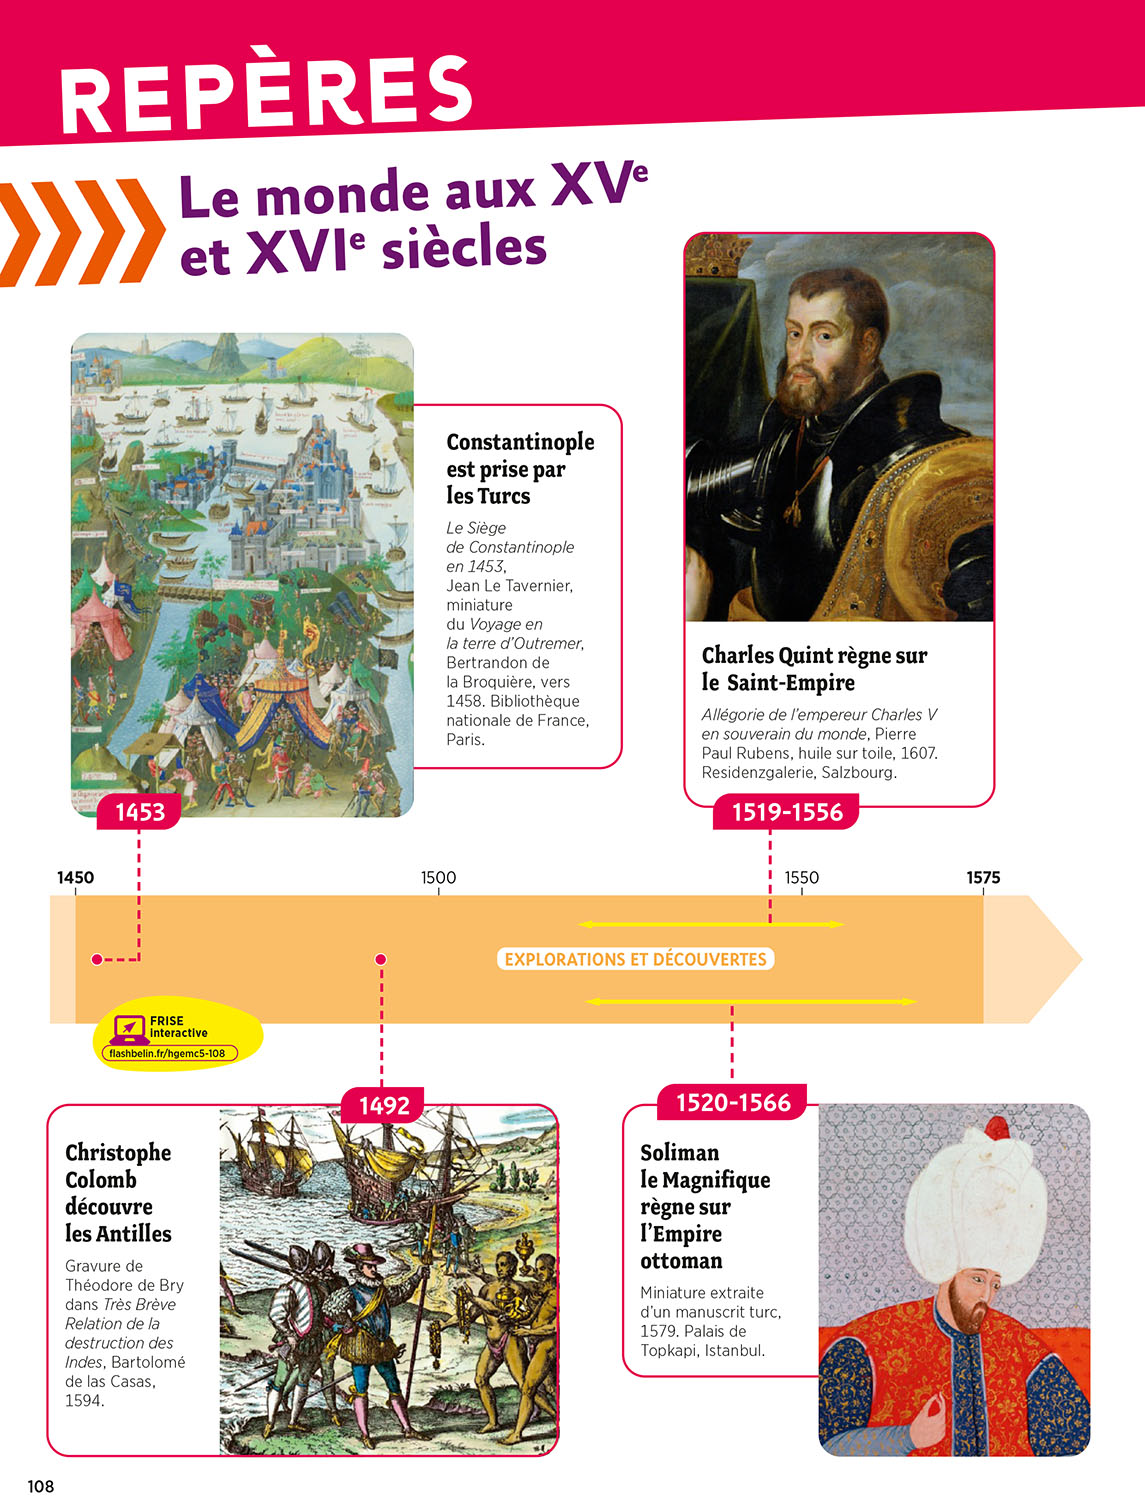 REPÈRES
Le monde aux XVe
et XVIe siècles
Constantinople
est prise par
les Turcs
Le Siège
de Constantinople
en 1453,
Jean Le Tavernier,
miniature
du Voyage en
la terre d'Outremer,
Bertrandon de
la Broquière, vers
1458. Bibliothèque
nationale de France,
Paris.
1453
Charles Quint règne sur
le Saint-Empire
Allégorie de l'empereur Charles V
en souverain du monde, Pierre
Paul Rubens, huile sur toile, 1607.
Residenzgalerie, Salzbourg.
1519-1556
1450
1500
1550
1575
EXPLORATIONS ET DÉCOUVERTES
FRISE
interactive
flashbelin.fr/hgemc5-108
1492
Christophe
Colomb
découvre
les Antilles
Gravure de
Théodore de Bry
dans Très Brève
Relation de la
destruction des
Indes, Bartolomé
de las Casas,
1594.
1520-1566
Soliman
le Magnifique
règne sur
l'Empire
ottoman
Miniature extraite
d'un manuscrit turc,
1579. Palais de
Topkapi, Istanbul.
108